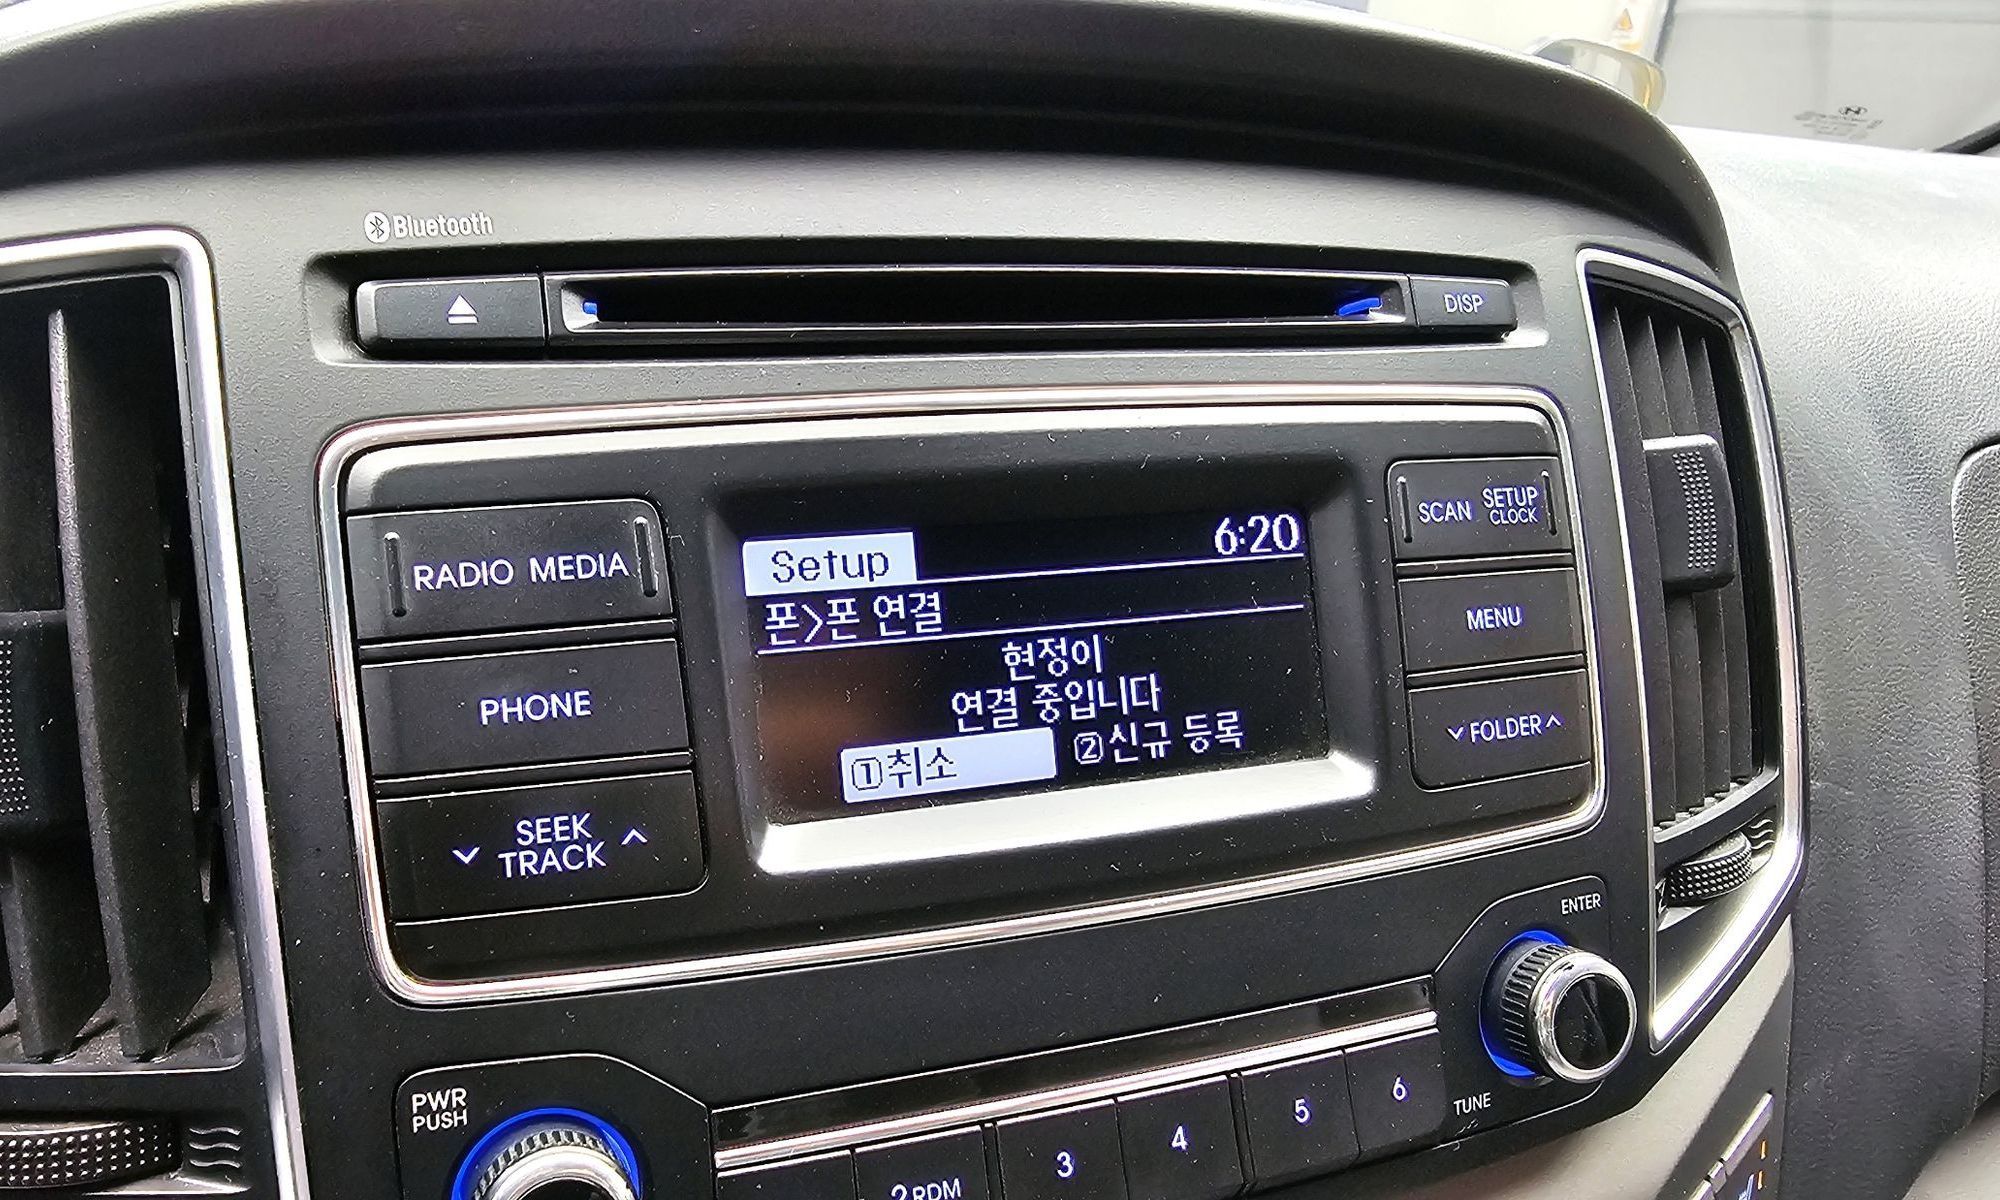 Bluetooth
DISP
RADIO MEDIA
PHONE
SEEK
TRACK
Setup
6:20
폰>폰 연결
현정이
연결 중입니다
①취소
②신규 등록
SCAN
SETUP
CLOCK
MENU
FOLDER
ENTER
TUNE
PWR
PUSH
2 RDM
3
4
5
6